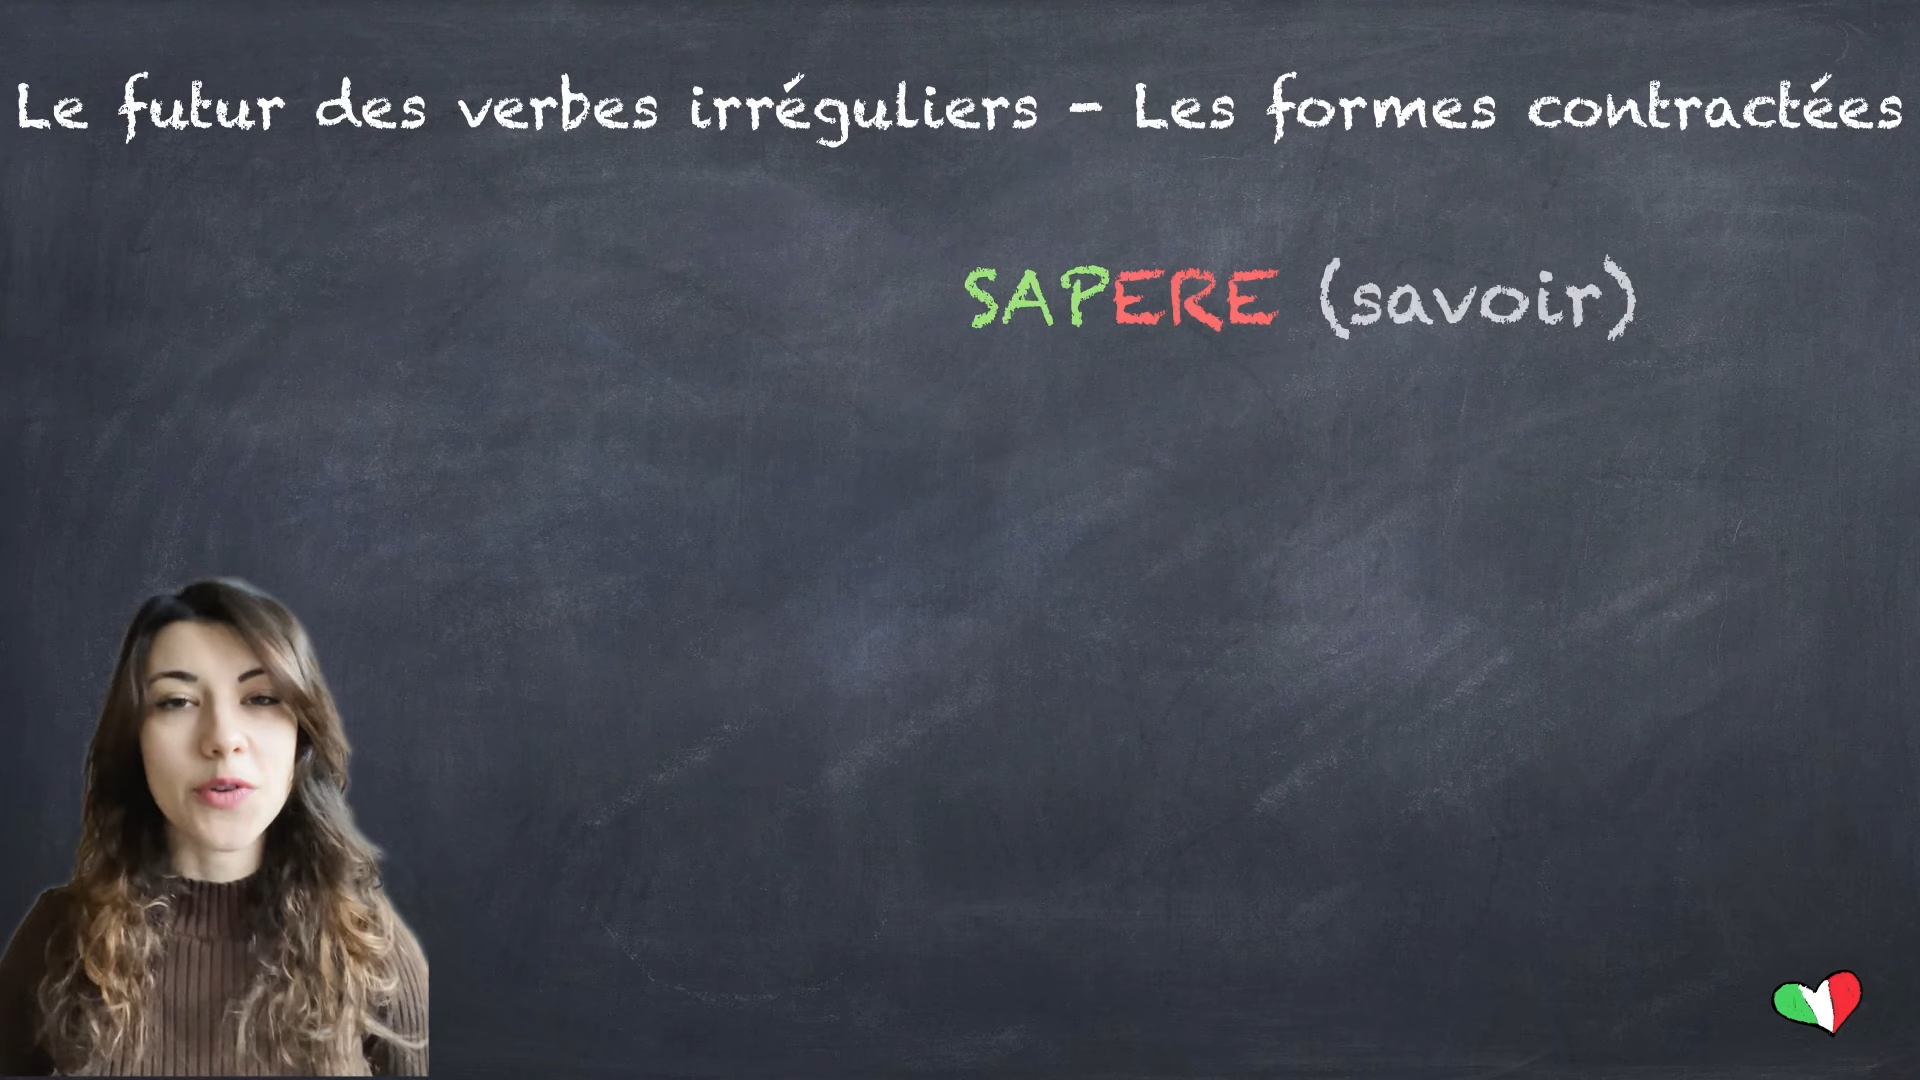 Le futur des verbes irréguliers - Les formes contractées
SAPERE (savoir)